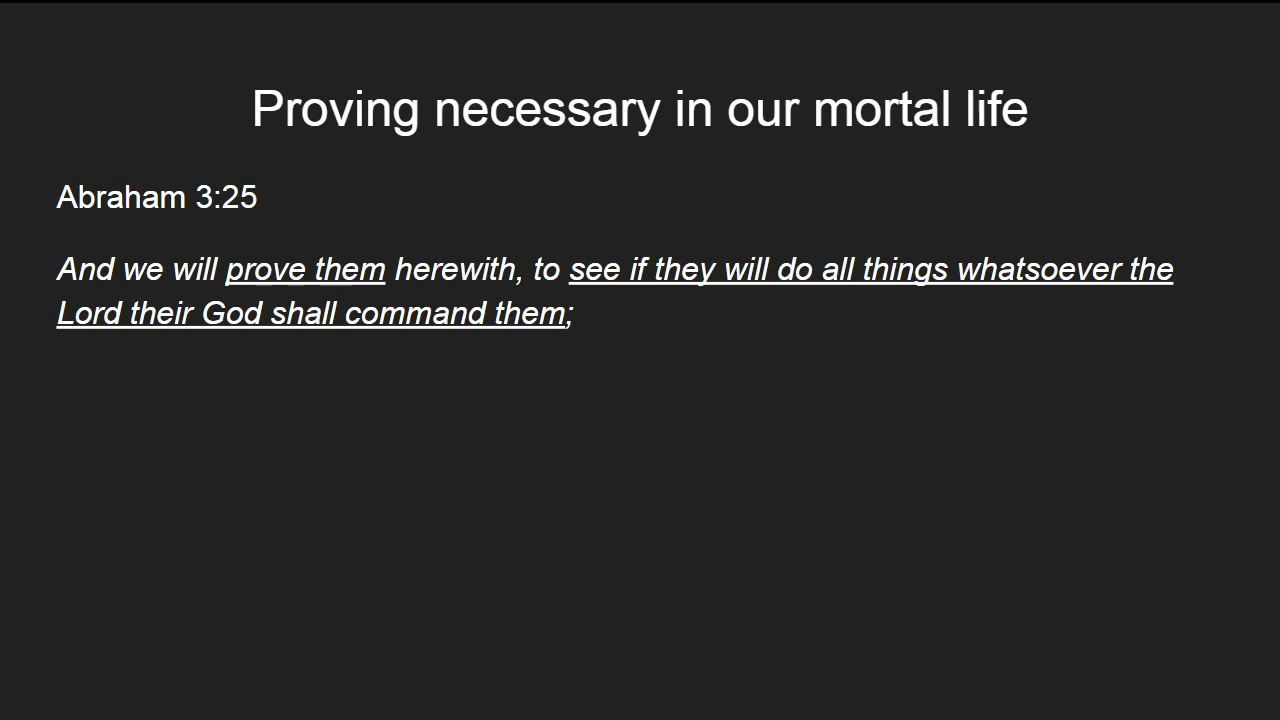 Proving necessary in our mortal life
Abraham 3:25
And we will prove them herewith, to see if they will do all things whatsoever the
Lord their God shall command them;